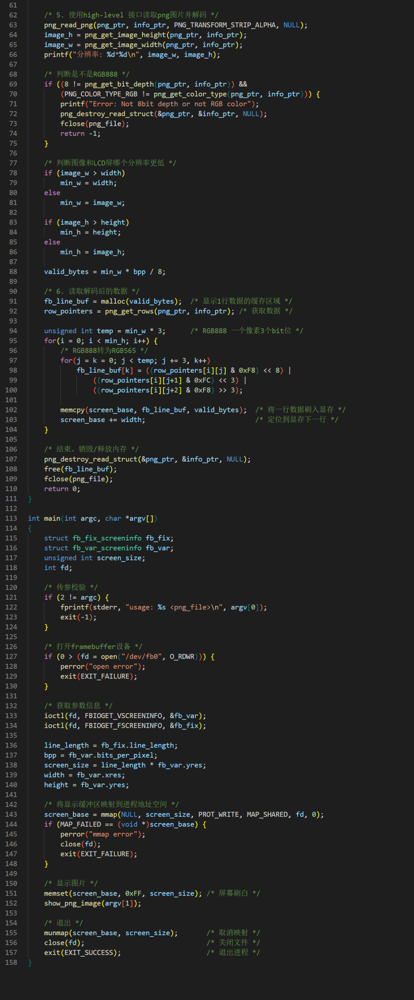 61
62 /* 5. 使用high-level 接口读取png图片并解码 */
63 png_read_png(png_ptr, info_ptr, PNG_TRANSFORM_STRIP_ALPHA, NULL);
64 image_h = png_get_image_height(png_ptr, info_ptr);
65 image_w = png_get_image_width(png_ptr, info_ptr);
66 printf("分辨率: %d*%d\n", image_w, image_h);
67
68 /* 判断是不是RGB888 */
69 if ((8 != png_get_bit_depth(png_ptr, info_ptr)) &&
70 (PNG_COLOR_TYPE_RGB != png_get_color_type(png_ptr, info_ptr))) {
71 printf("Error: Not 8bit depth or not RGB color");
72 png_destroy_read_struct(&png_ptr, &info_ptr, NULL);
73 fclose(png_file);
74 return -1;
75 }
76
77 /* 判断图像和LCD屏哪个分辨率更低 */
78 if (image_w > width)
79 min_w = width;
80 else
81 min_w = image_w;
82
83 if (image_h > height)
84 min_h = height;
85 else
86 min_h = image_h;
87
88 valid_bytes = min_w * bpp / 8;
89
90 /* 6. 读取解码后的数据 */
91 fb_line_buf = malloc(valid_bytes); /* 显示1行数据的缓存区域 */
92 row_pointers = png_get_rows(png_ptr, info_ptr); /* 获取数据 */
93
94 unsigned int temp = min_w * 3; /* RGB888 一个像素3个bit位 */
95 for(i = 0; i < min_h; i++) {
96 /* RGB888转为RGB565 */
97 for(j = k = 0; j < temp; j += 3, k++)
98 fb_line_buf[k] = ((row_pointers[i][j] & 0xF8) << 8) |
99 ((row_pointers[i][j+1] & 0xFC) << 3) |
100 ((row_pointers[i][j+2] & 0xF8) >> 3);
101
102 memcpy(screen_base, fb_line_buf, valid_bytes); /* 将一行数据刷入显存 */
103 screen_base += width; /* 定位到显存下一行 */
104 }
105
106 /* 结束、销毁/释放内存 */
107 png_destroy_read_struct(&png_ptr, &info_ptr, NULL);
108 free(fb_line_buf);
109 fclose(png_file);
110 return 0;
111 }
112
113 int main(int argc, char *argv[])
114 {
115 struct fb_fix_screeninfo fb_fix;
116 struct fb_var_screeninfo fb_var;
117 unsigned int screen_size;
118 int fd;
119
120 /* 传参校验 */
121 if (2 != argc) {
122 fprintf(stderr, "usage: %s <png_file>\n", argv[0]);
123 exit(-1);
124 }
125
126 /* 打开framebuffer设备 */
127 if (0 > (fd = open("/dev/fb0", O_RDWR))) {
128 perror("open error");
129 exit(EXIT_FAILURE);
130 }
131
132 /* 获取参数信息 */
133 ioctl(fd, FBIOGET_VSCREENINFO, &fb_var);
134 ioctl(fd, FBIOGET_FSCREENINFO, &fb_fix);
135
136 line_length = fb_fix.line_length;
137 bpp = fb_var.bits_per_pixel;
138 screen_size = line_length * fb_var.yres;
139 width = fb_var.xres;
140 height = fb_var.yres;
141
142 /* 将显示缓冲区映射到进程地址空间 */
143 screen_base = mmap(NULL, screen_size, PROT_WRITE, MAP_SHARED, fd, 0);
144 if (MAP_FAILED == (void *)screen_base) {
145 perror("mmap error");
146 close(fd);
147 exit(EXIT_FAILURE);
148 }
149
150 /* 显示图片 */
151 memset(screen_base, 0xFF, screen_size); /* 屏幕刷白 */
152 show_png_image(argv[1]);
153
154 /* 退出 */
155 munmap(screen_base, screen_size); /* 取消映射 */
156 close(fd); /* 关闭文件 */
157 exit(EXIT_SUCCESS); /* 退出进程 */
158 }